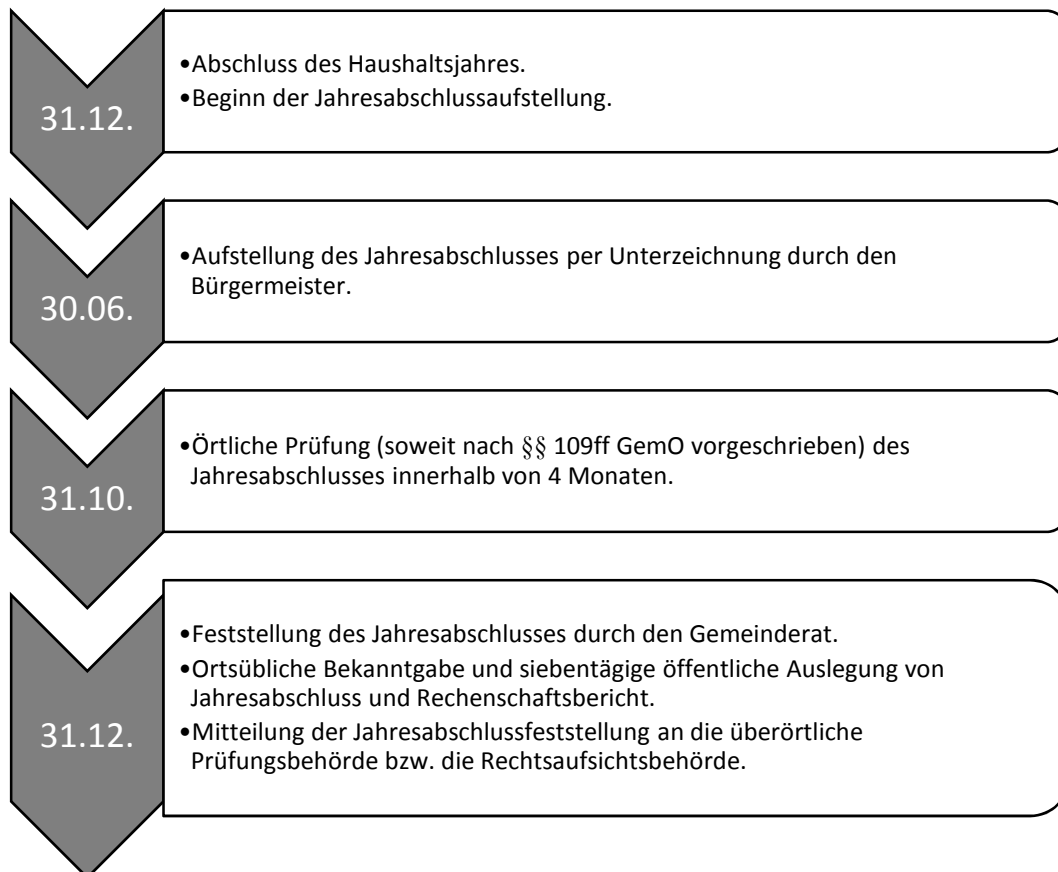 31.12.
•Abschluss des Haushaltsjahres.
•Beginn der Jahresabschlussaufstellung.
30.06.
•Aufstellung des Jahresabschlusses per Unterzeichnung durch den
Bürgermeister.
31.10.
•Örtliche Prüfung (soweit nach §§ 109ff GemO vorgeschrieben) des
Jahresabschlusses innerhalb von 4 Monaten.
31.12.
•Feststellung des Jahresabschlusses durch den Gemeinderat.
•Ortsübliche Bekanntgabe und siebentägige öffentliche Auslegung von
Jahresabschluss und Rechenschaftsbericht.
•Mitteilung der Jahresabschlussfeststellung an die überörtliche
Prüfungsbehörde bzw. die Rechtsaufsichtsbehörde.